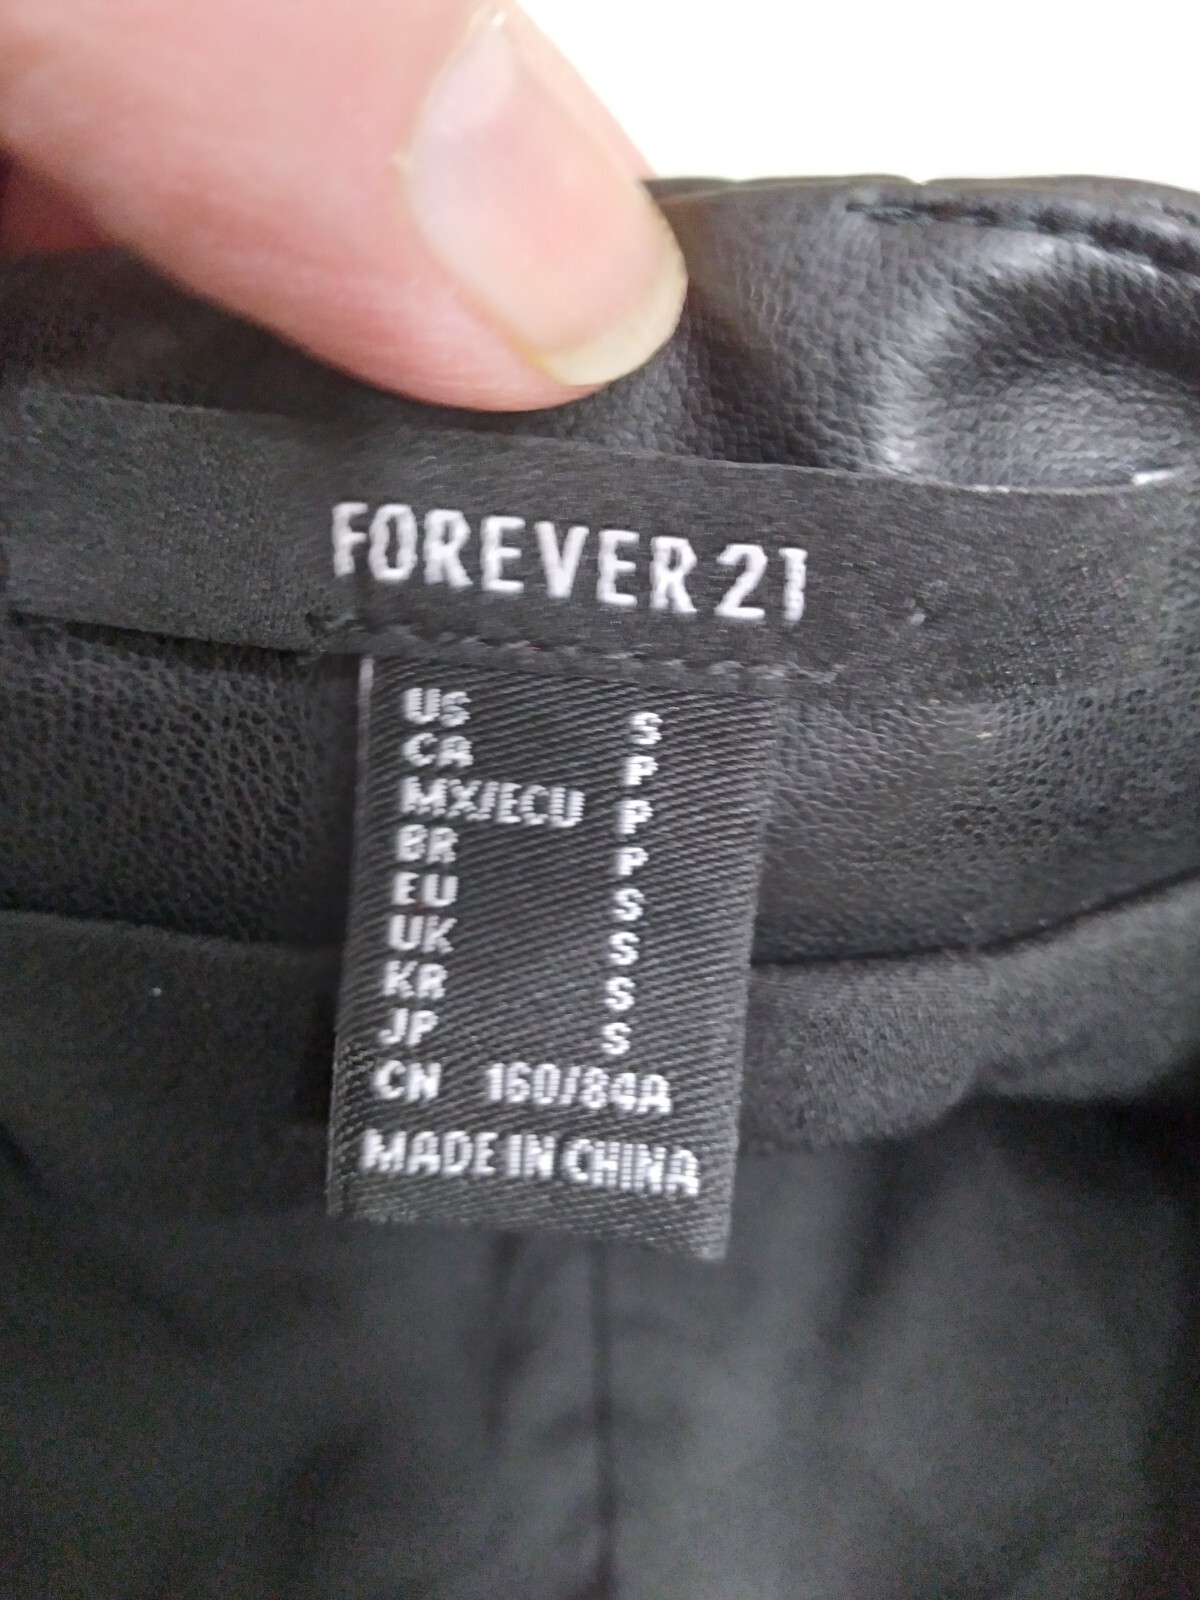 FOREVER 21
US S
CA P
MX/ECU P
BR P
EU S
UK S
KR S
JP S
CN 160/84A
MADE IN CHINA